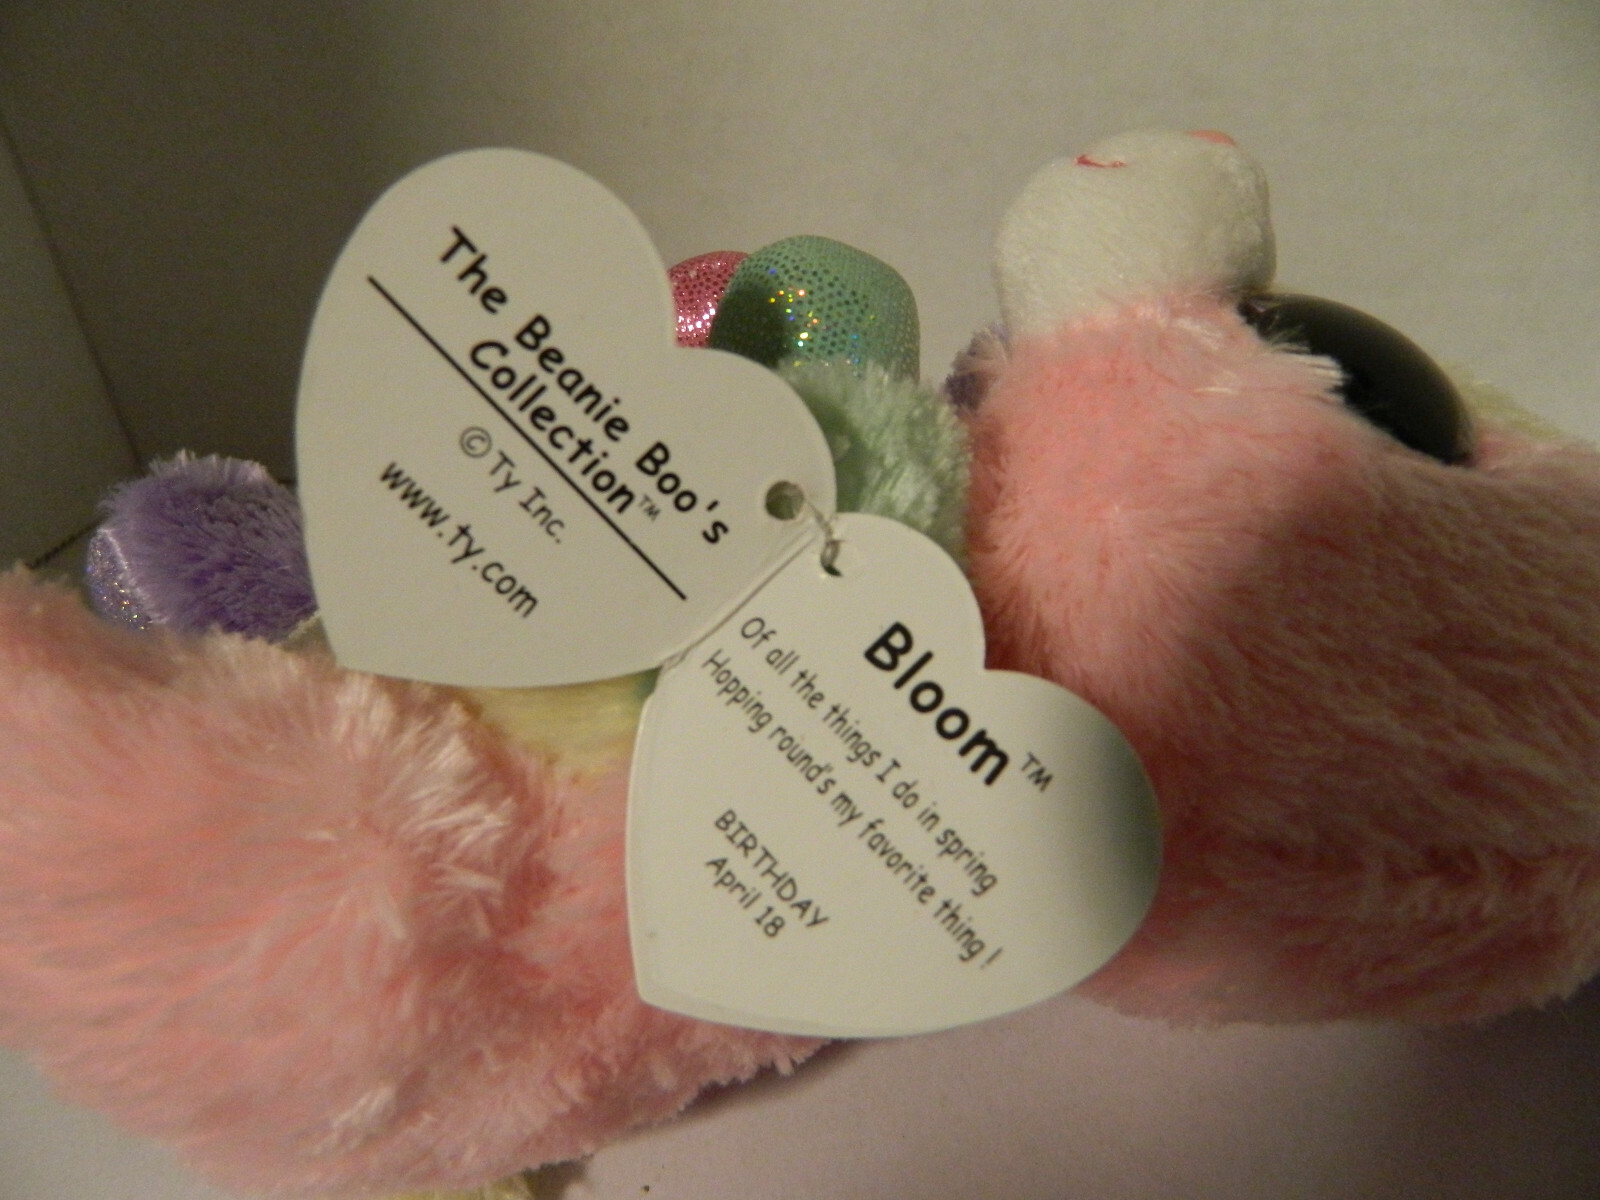 The Beanie Boo's
Collection™
© Ty Inc.
www.ty.com
Bloom™
Of all the things I do in spring
Hopping round's my favorite thing!
BIRTHDAY
April 18